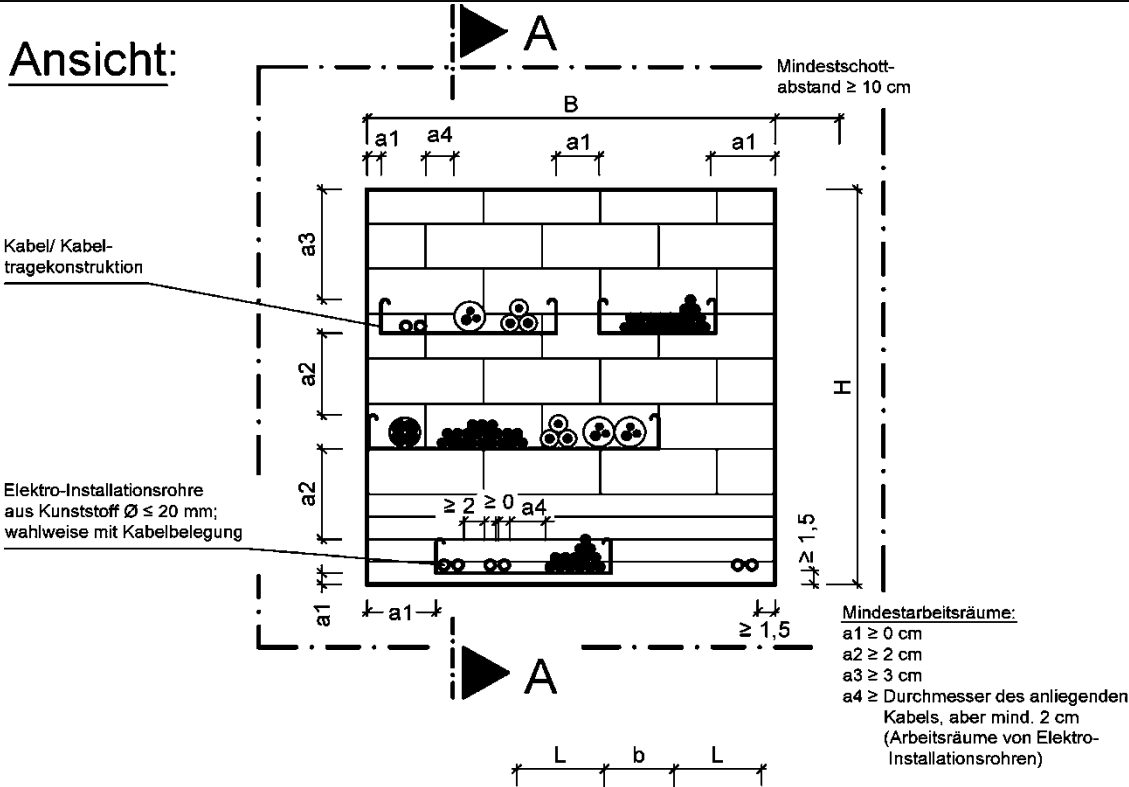 Ansicht:
A
Mindestschott-
abstand ≥ 10 cm
B
a1
a4
a1
a1
a3
Kabel/ Kabel-
tragekonstruktion
a2
H
a2
Elektro-Installationsrohre
aus Kunststoff Ø ≤ 20 mm;
wahlweise mit Kabelbelegung
≥ 2
≥ 0
a4
≥ 1,5
a1
a1
≥ 1,5
A
Mindestarbeitsräume:
a1 ≥ 0 cm
a2 ≥ 2 cm
a3 ≥ 3 cm
a4 ≥ Durchmesser des anliegenden
Kabels, aber mind. 2 cm
(Arbeitsräume von Elektro-
Installationsrohren)
L
b
L